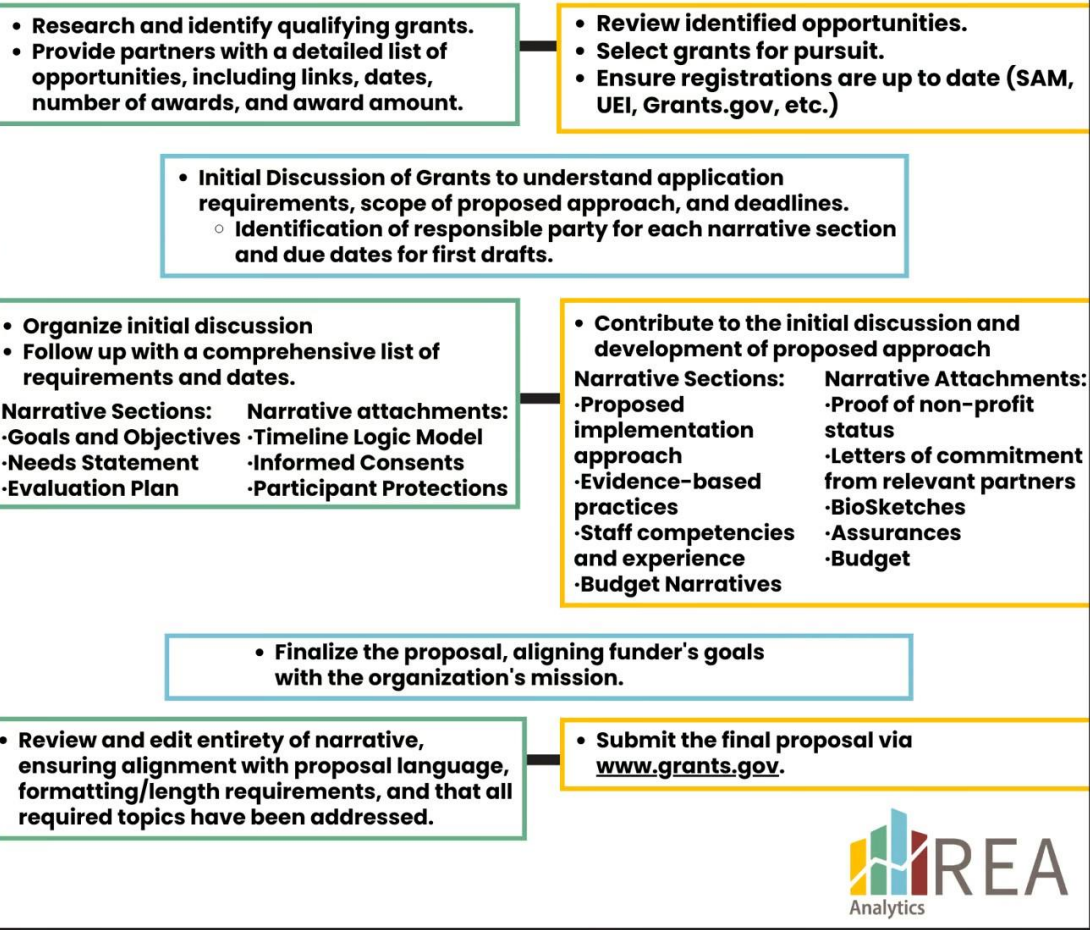 • Research and identify qualifying grants.
• Provide partners with a detailed list of
opportunities, including links, dates,
number of awards, and award amount.
• Review identified opportunities.
• Select grants for pursuit.
• Ensure registrations are up to date (SAM,
UEI, Grants.gov, etc.)
• Initial Discussion of Grants to understand application
requirements, scope of proposed approach, and deadlines.
○ Identification of responsible party for each narrative section
and due dates for first drafts.
• Organize initial discussion
• Follow up with a comprehensive list of
requirements and dates.
Narrative Sections:
·Goals and Objectives
·Needs Statement
·Evaluation Plan
Narrative attachments:
·Timeline Logic Model
·Informed Consents
·Participant Protections
• Contribute to the initial discussion and
development of proposed approach
Narrative Sections:
·Proposed
implementation
approach
·Evidence-based
practices
·Staff competencies
and experience
·Budget Narratives
Narrative Attachments:
·Proof of non-profit
status
·Letters of commitment
from relevant partners
·BioSketches
·Assurances
·Budget
• Finalize the proposal, aligning funder's goals
with the organization's mission.
• Review and edit entirety of narrative,
ensuring alignment with proposal language,
formatting/length requirements, and that all
required topics have been addressed.
• Submit the final proposal via
www.grants.gov.
REA
Analytics